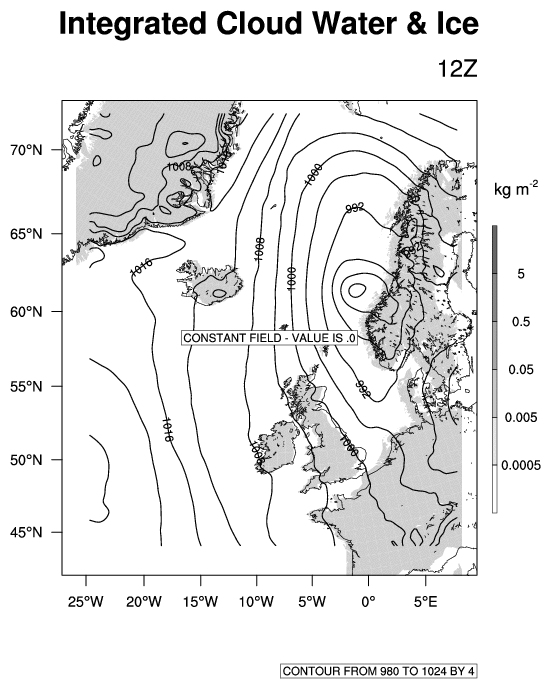 Integrated Cloud Water & Ice
12Z
70°N
65°N
60°N
55°N
50°N
45°N
25°W
20°W
15°W
10°W
5°W
0°
5°E
1008
1016
1008
1000
1000
992
CONSTANT FIELD - VALUE IS .0
992
1016
kg m-2
5
0.5
0.05
0.005
0.0005
CONTOUR FROM 980 TO 1024 BY 4